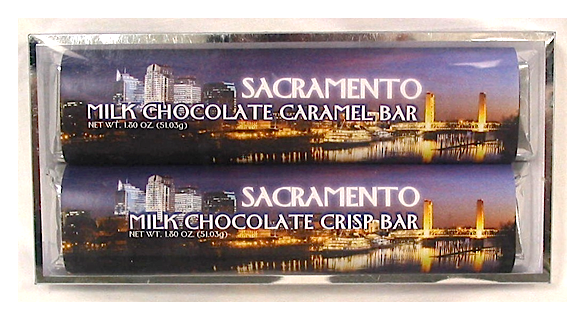 SACRAMENTO
MILK CHOCOLATE CARAMEL BAR
NET WT. 1.80 OZ. (51.03g)
SACRAMENTO
MILK CHOCOLATE CRISP BAR
NET WT. 1.80 OZ. (51.03g)